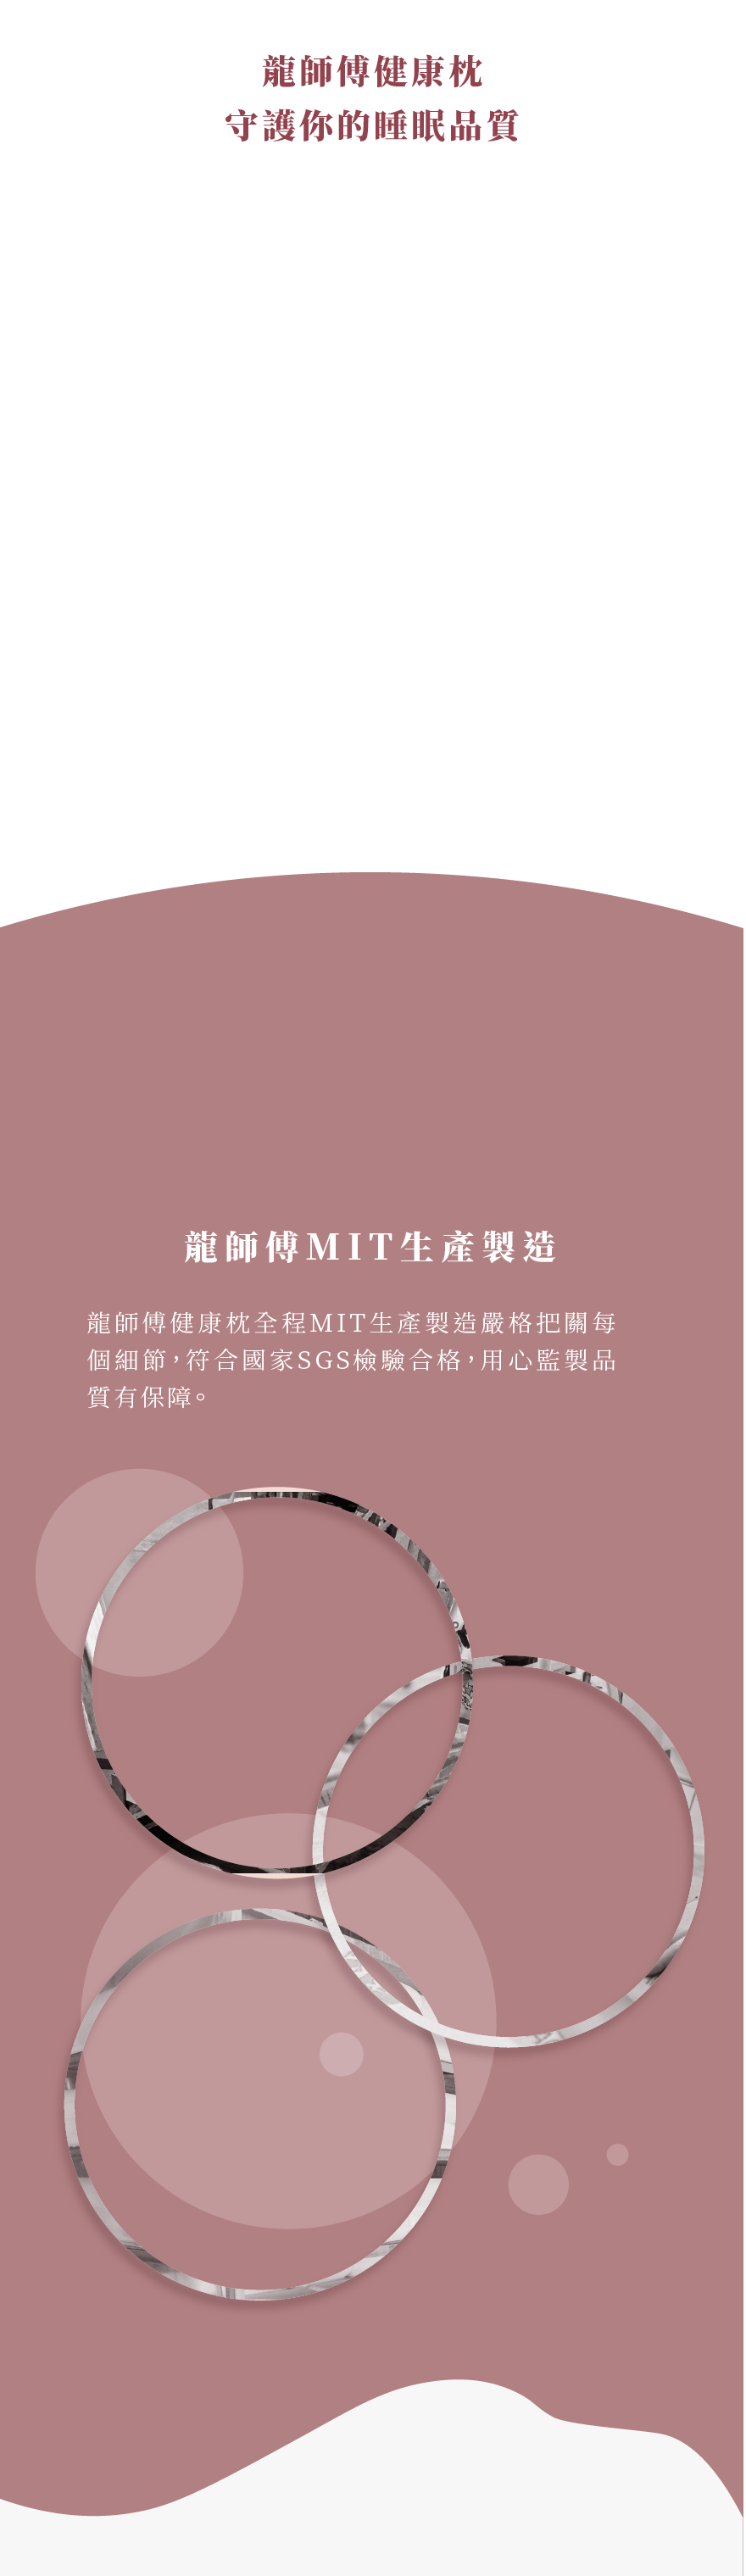 龍師傅健康枕
守護你的睡眠品質
龍師傅MIT生產製造
龍師傅健康枕全程MIT生產製造嚴格把關每
個細節，符合國家SGS檢驗合格，用心監製品
質有保障。